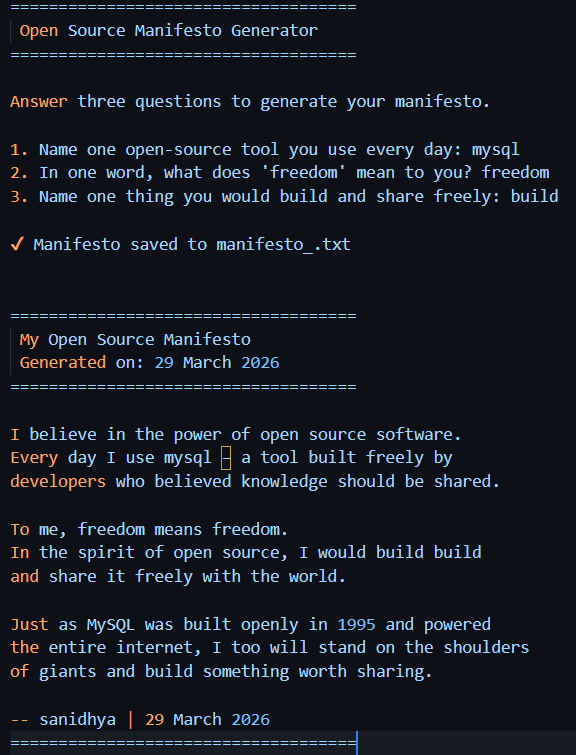 ====================================
Open Source Manifesto Generator
====================================
Answer three questions to generate your manifesto.
1. Name one open-source tool you use every day: mysql
2. In one word, what does 'freedom' mean to you? freedom
3. Name one thing you would build and share freely: build
✓ Manifesto saved to manifesto_.txt
====================================
My Open Source Manifesto
Generated on: 29 March 2026
====================================
I believe in the power of open source software.
Every day I use mysql – a tool built freely by
developers who believed knowledge should be shared.
To me, freedom means freedom.
In the spirit of open source, I would build build
and share it freely with the world.
Just as MySQL was built openly in 1995 and powered
the entire internet, I too will stand on the shoulders
of giants and build something worth sharing.
-- sanidhya | 29 March 2026
====================================